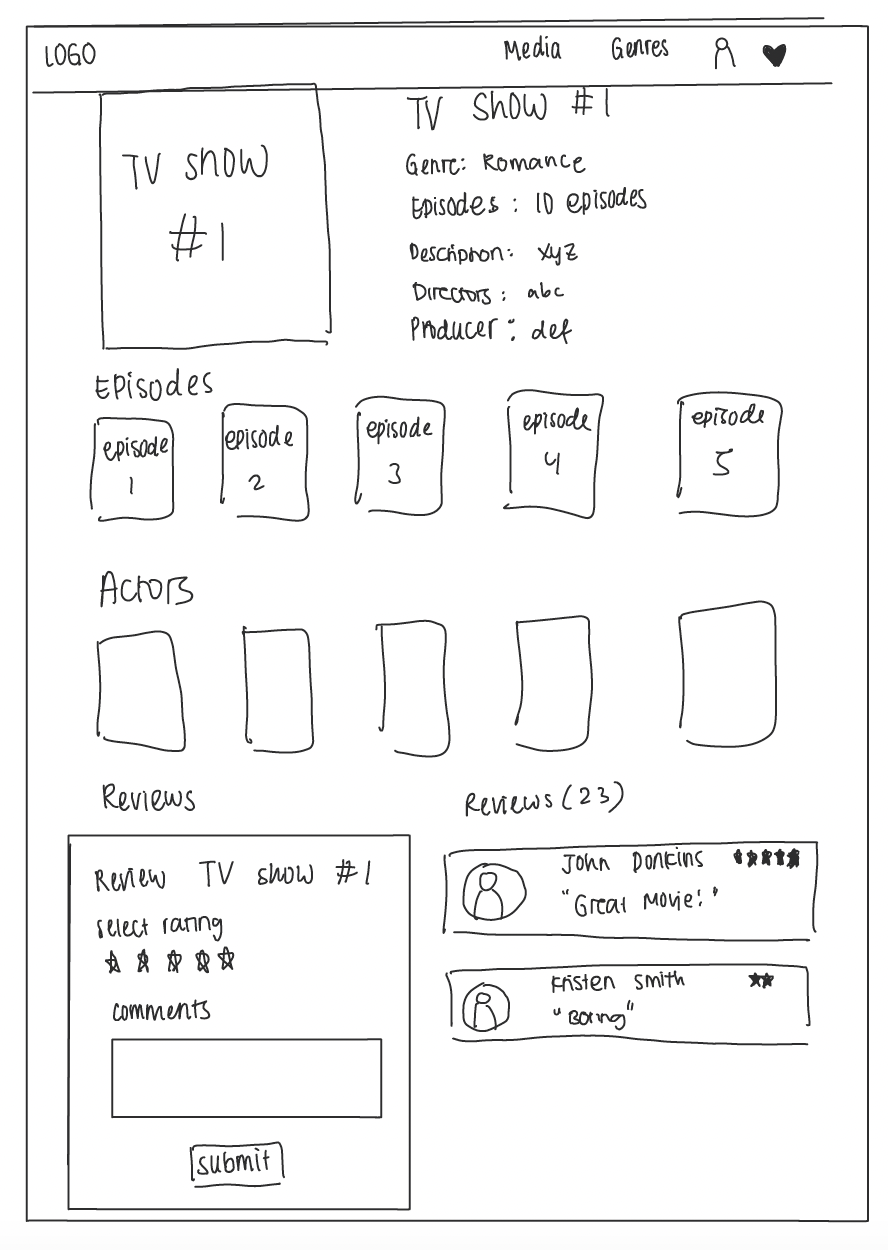 LOGO
Media
Genres
TV show
#1
TV show #1
Genre: Romance
Episodes : 10 episodes
Description: xyz
Directors : abc
Producer : def
Episodes
episode
1
episode
2
episode
3
episode
4
episode
5
Actors
Reviews
Review TV show #1
select rating
comments
submit
Reviews (23)
John Donkins
"Great Movie!"
Kristen Smith
"Boring"